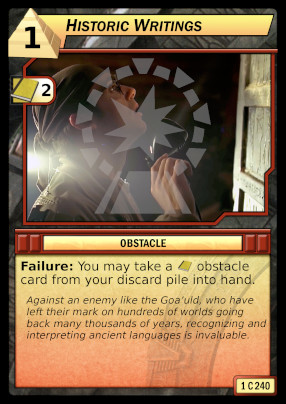 1
HISTORIC WRITINGS
2
OBSTACLE
Failure: You may take a obstacle
card from your discard pile into hand.
Against an enemy like the Goa'uld, who have
left their mark on hundreds of worlds going
back many thousands of years, recognizing and
interpreting ancient languages is invaluable.
1 C 240